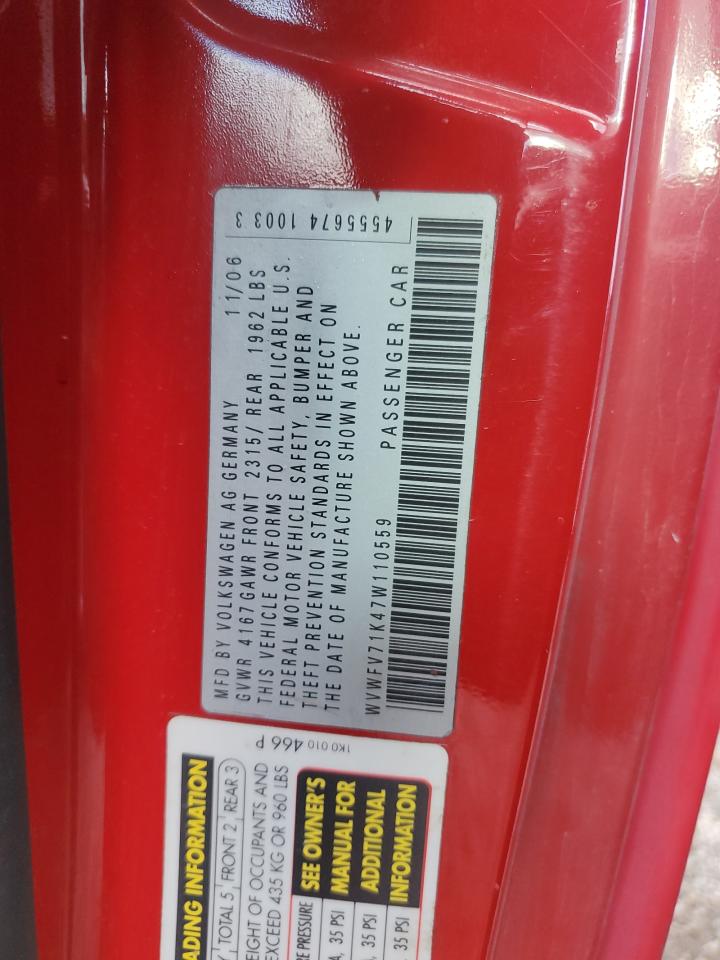 MFD BY VOLKSWAGEN AG GERMANY 11/06
GVWR 4167GAWR FRONT 2315/ REAR 1962 LBS
THIS VEHICLE CONFORMS TO ALL APPLICABLE U.S.
FEDERAL MOTOR VEHICLE SAFETY, BUMPER AND
THEFT PREVENTION STANDARDS IN EFFECT ON
THE DATE OF MANUFACTURE SHOWN ABOVE.
WVWFV71K47W110559 PASSENGER CAR
4555674 1003 3
1K0 010 466 P
ADING INFORMATION
Y TOTAL 5 FRONT 2 REAR 3
EIGHT OF OCCUPANTS AND
EXCEED 435 KG OR 960 LBS
RE PRESSURE
A, 35 PSI
, 35 PSI
35 PSI
SEE OWNER'S
MANUAL FOR
ADDITIONAL
INFORMATION